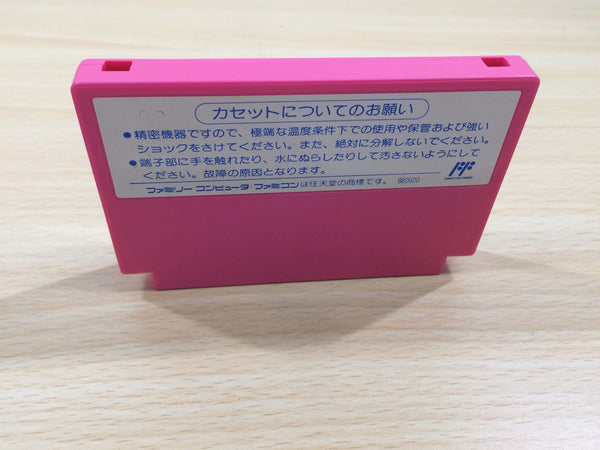 カセットについてのお願い
●精密機器ですので、極端な温度条件下での使用や保管および強い
ショックをさけてください。また、絶対に分解しないでください。
●端子部に手を触れたり、水にぬらしたりして汚さないようにして
ください。故障の原因となります。
ファミリーコンピュータ・ファミコンは任天堂の商標です。 880920